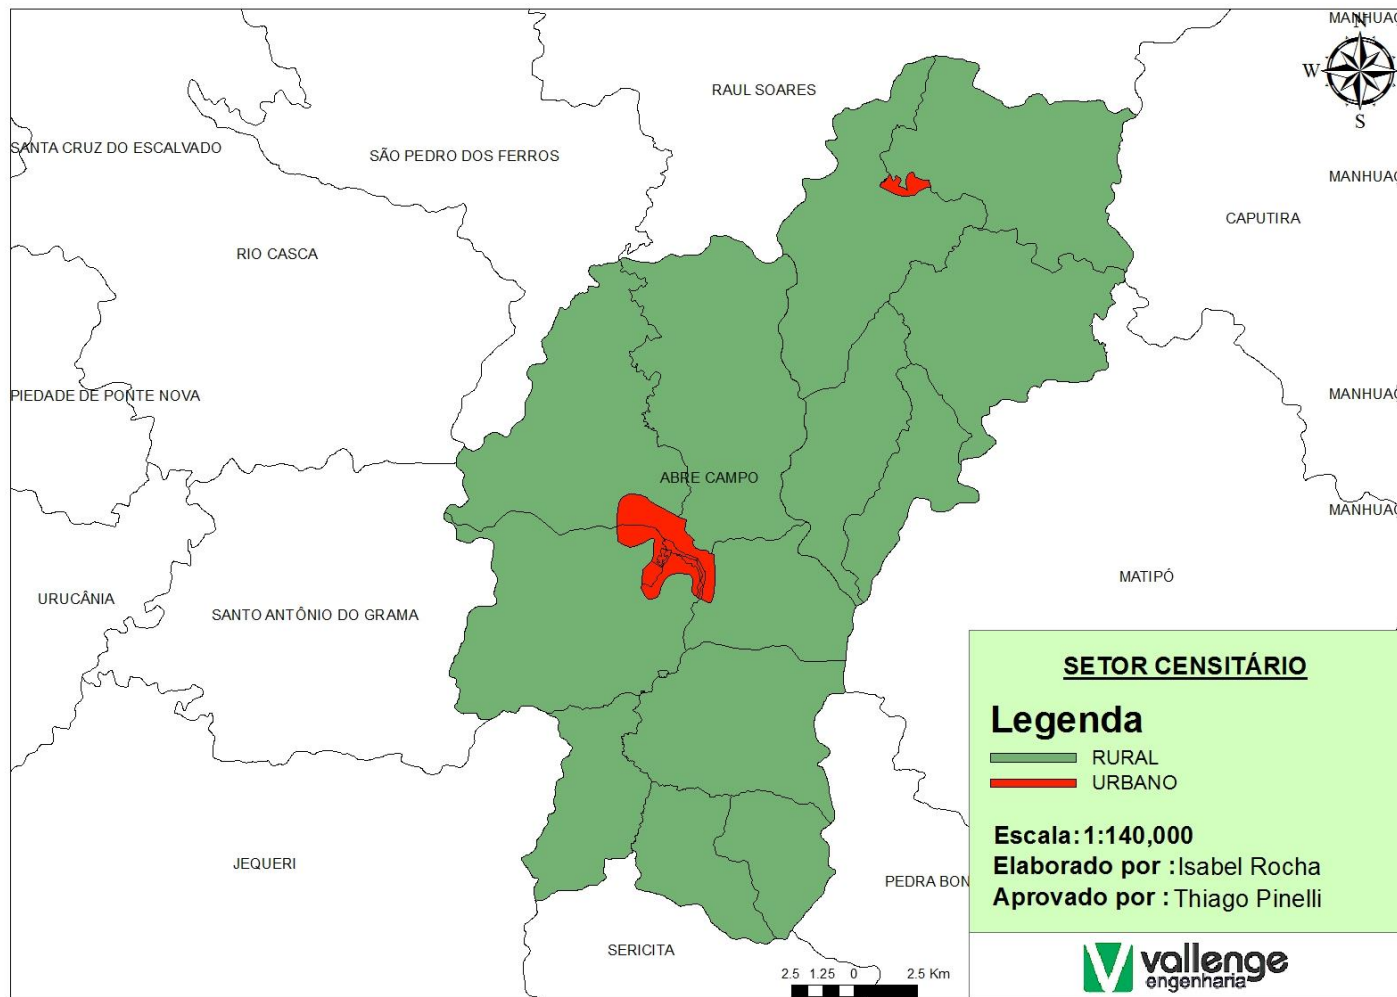 MANHUAÇ
N
RAUL SOARES
W
E
S
SANTA CRUZ DO ESCALVADO
SÃO PEDRO DOS FERROS
MANHUAÇ
CAPUTIRA
RIO CASCA
PIEDADE DE PONTE NOVA
MANHUAÇ
ABRE CAMPO
MANHUAÇ
MATIPÓ
URUCÂNIA
SANTO ANTÔNIO DO GRAMA
SETOR CENSITÁRIO
Legenda
RURAL
URBANO
Escala:1:140,000
Elaborado por :Isabel Rocha
Aprovado por :Thiago Pinelli
JEQUERI
PEDRA BON
SERICITA
2.5 1.25 0 2.5 Km
vallenge
engenharia